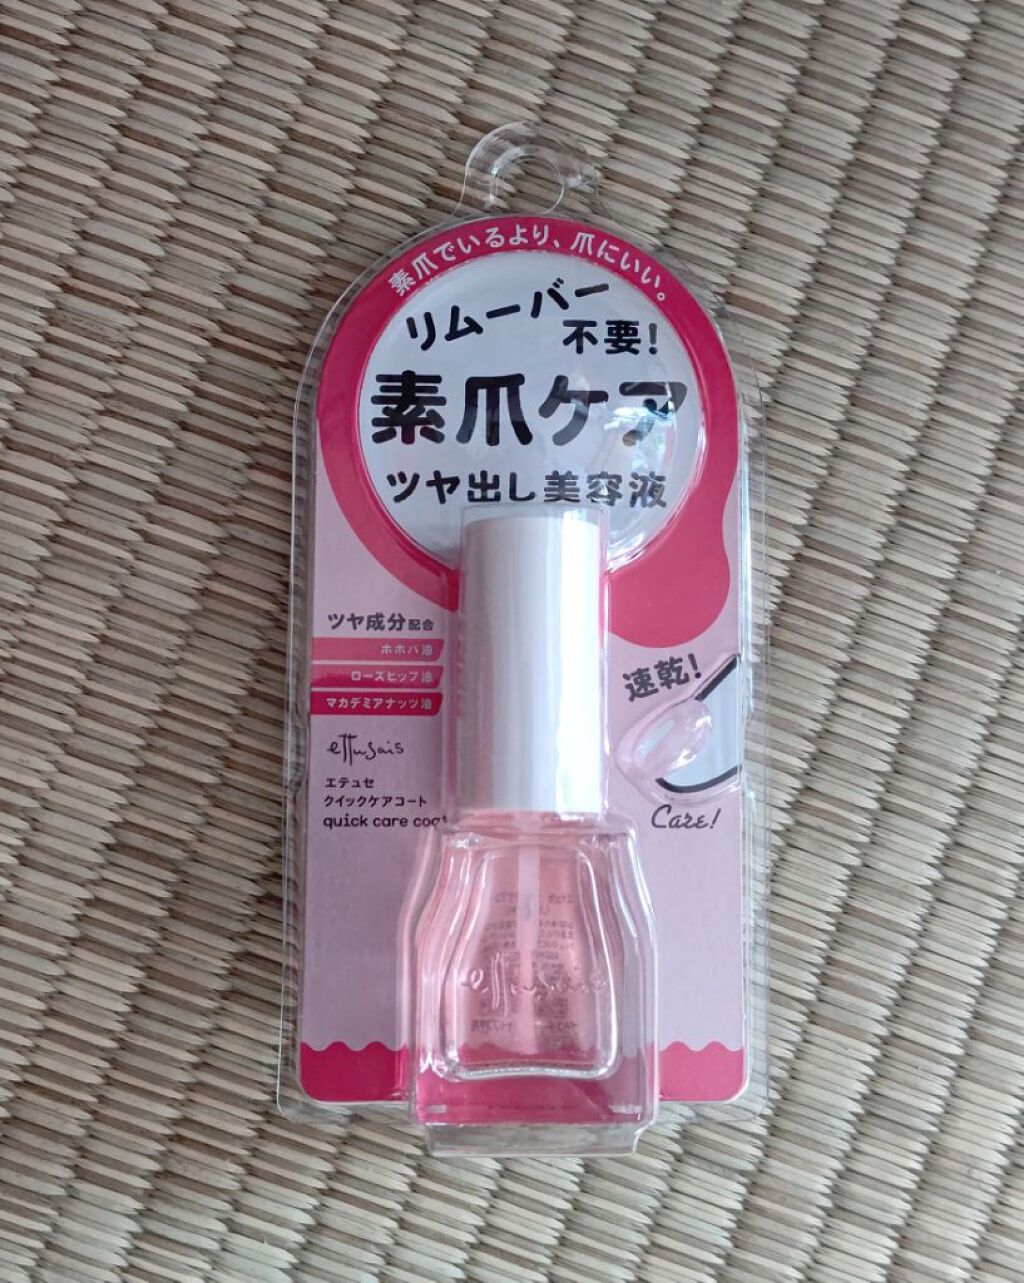 素爪でいるより、爪にいい。
リムーバー
不要!
素爪ケア
ツヤ出し美容液
ツヤ成分配合
ホホバ油
ローズヒップ油
マカデミアナッツ油
速乾!
Care!
ettusais
エテュセ
クイックケアコート
quick care coat
ettusais